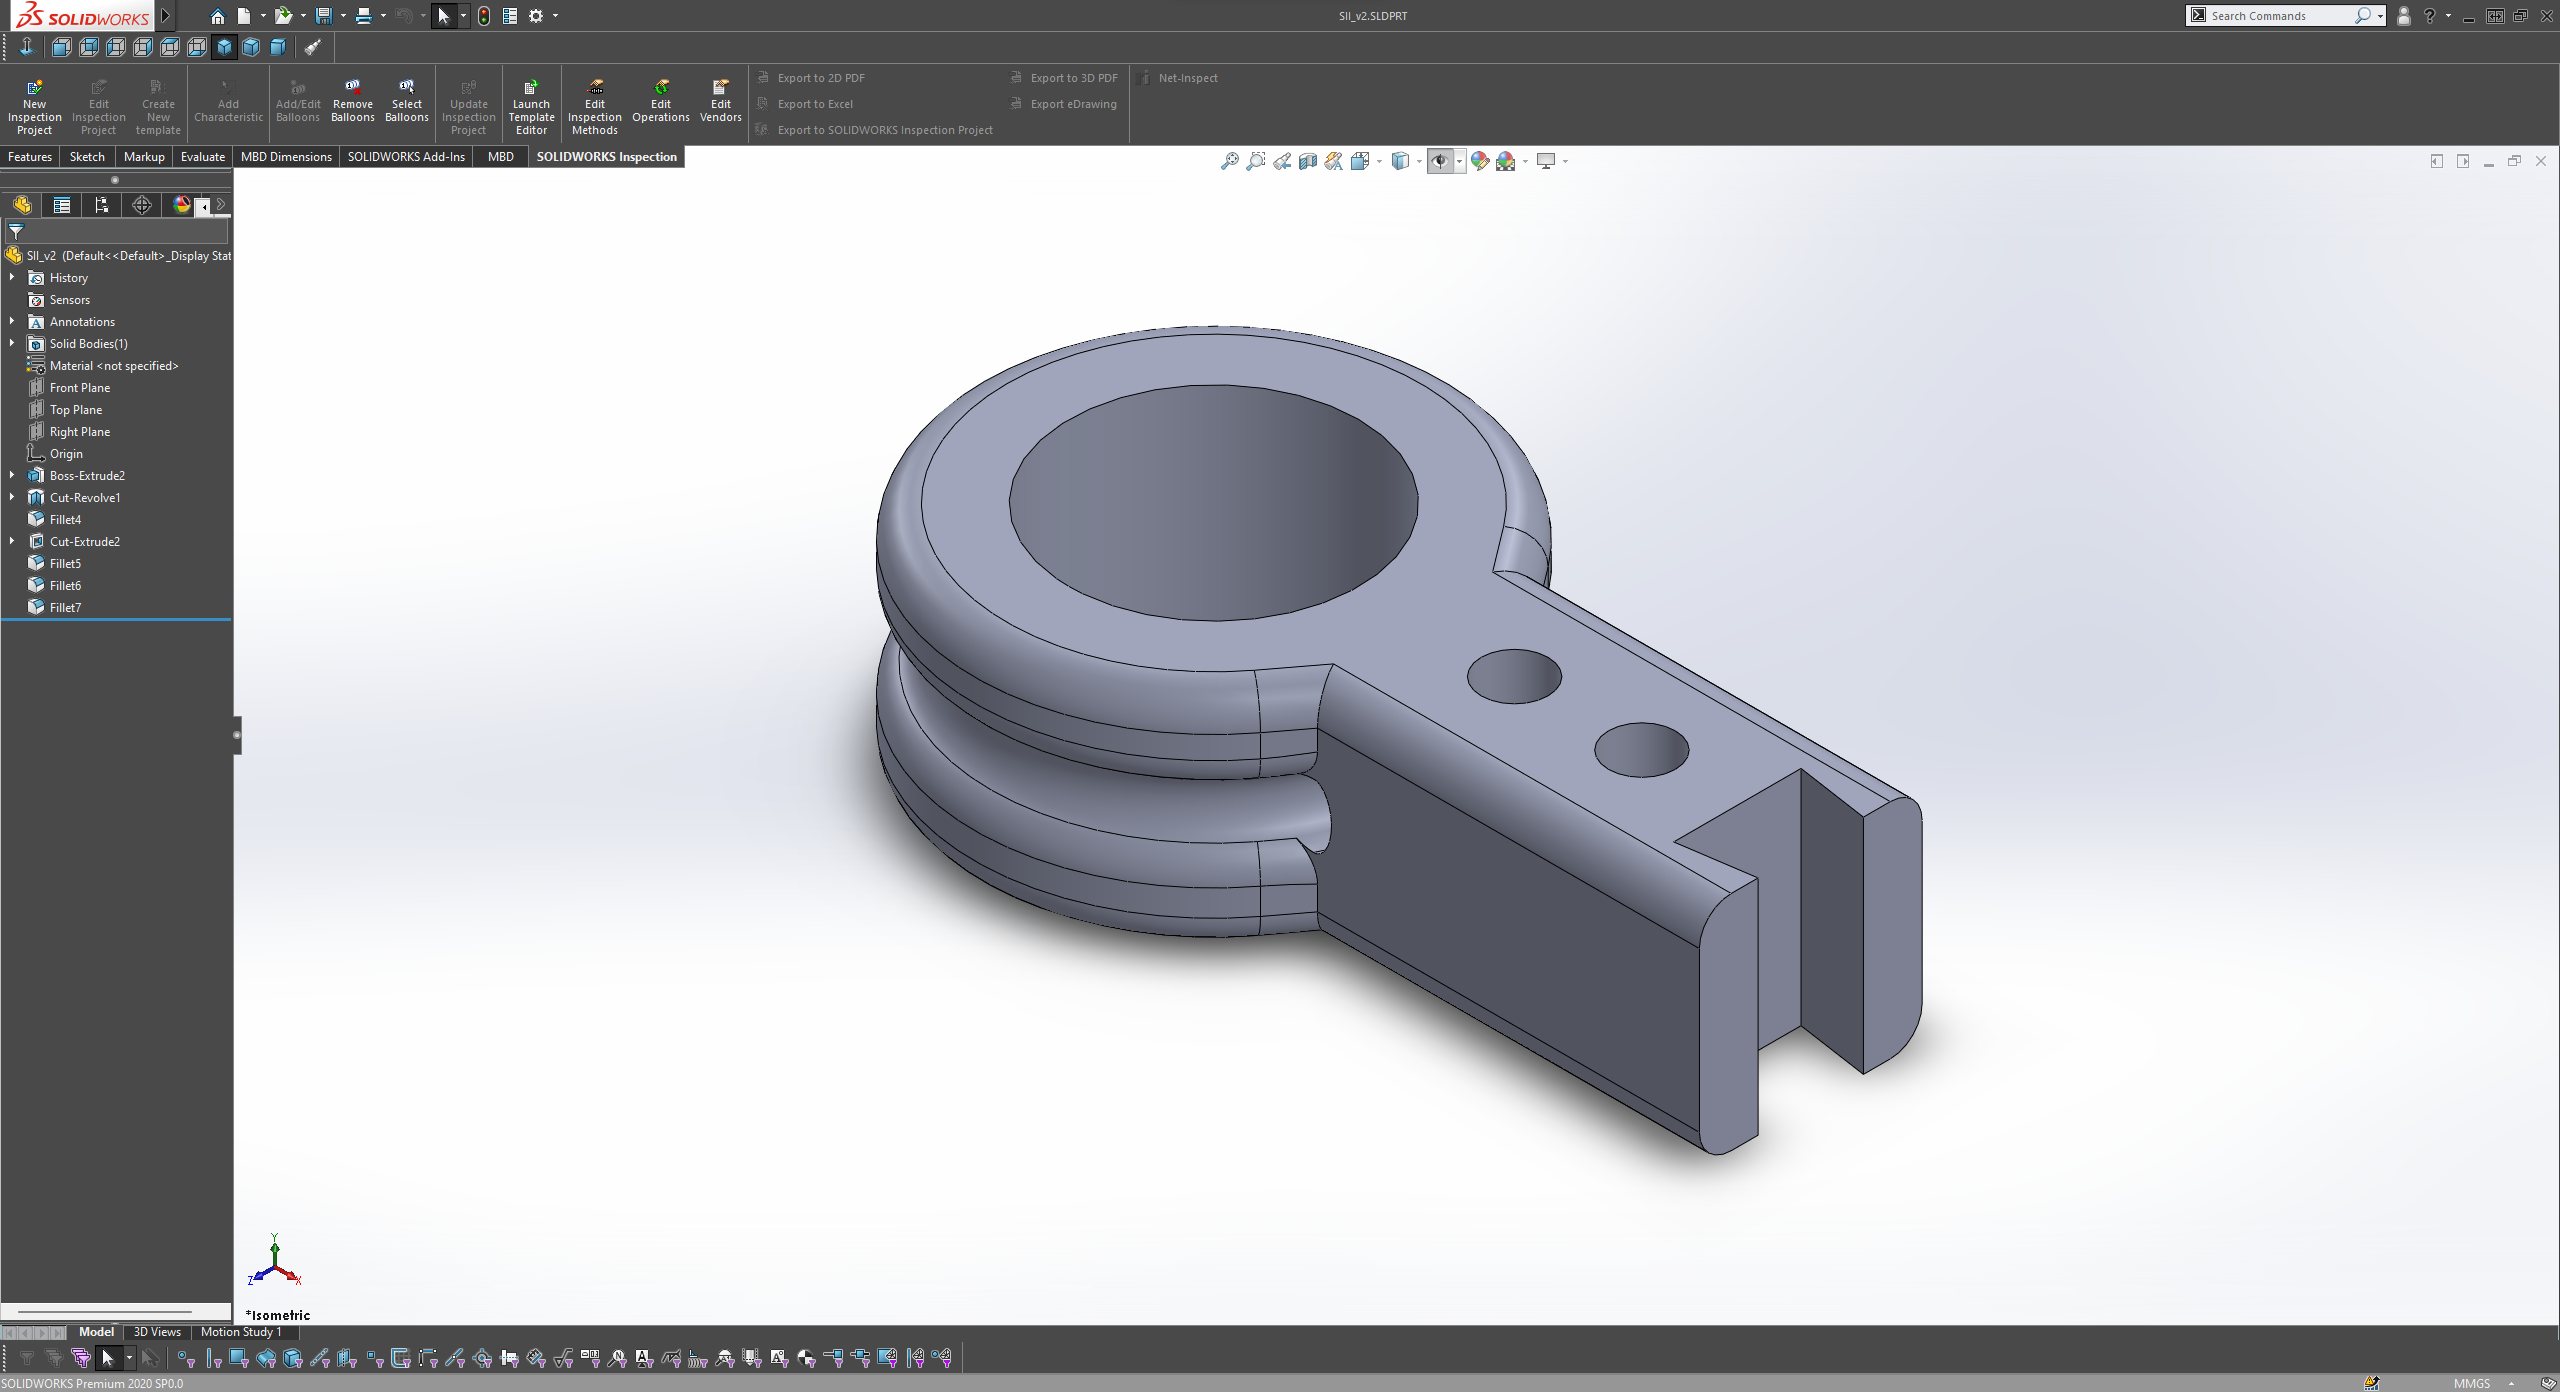 SOLIDWORKS
SII_v2.SLDPRT
Search Commands
New Inspection Project
Edit Inspection Project
Create New template
Add Characteristic
Add/Edit Balloons
Remove Balloons
Select Balloons
Update Inspection Project
Launch Template Editor
Edit Inspection Methods
Edit Operations
Edit Vendors
Export to 2D PDF
Export to Excel
Export to SOLIDWORKS Inspection Project
Export to 3D PDF
Export eDrawing
Net-Inspect
Features
Sketch
Markup
Evaluate
MBD Dimensions
SOLIDWORKS Add-Ins
MBD
SOLIDWORKS Inspection
SII_v2 (Default<<Default>_Display Stat
History
Sensors
Annotations
Solid Bodies(1)
Material <not specified>
Front Plane
Top Plane
Right Plane
Origin
Boss-Extrude2
Cut-Revolve1
Fillet4
Cut-Extrude2
Fillet5
Fillet6
Fillet7
Y
Z
X
*Isometric
Model
3D Views
Motion Study 1
SOLIDWORKS Premium 2020 SP0.0
MMGS